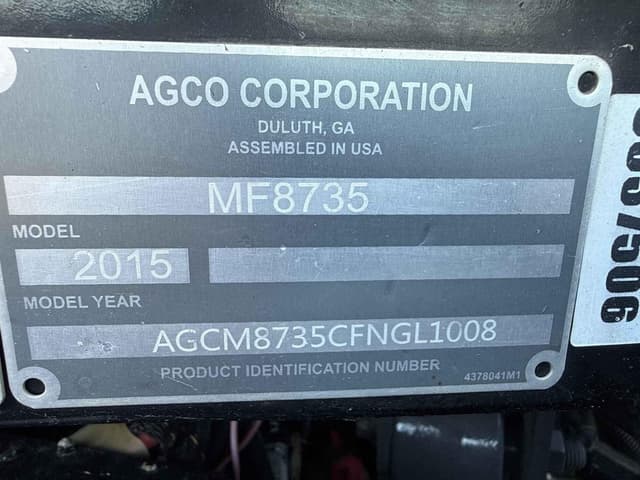 AGCO CORPORATION
DULUTH, GA
ASSEMBLED IN USA
MF8735
MODEL
2015
MODEL YEAR
AGCM8735CFNGL1008
PRODUCT IDENTIFICATION NUMBER
4378041M1